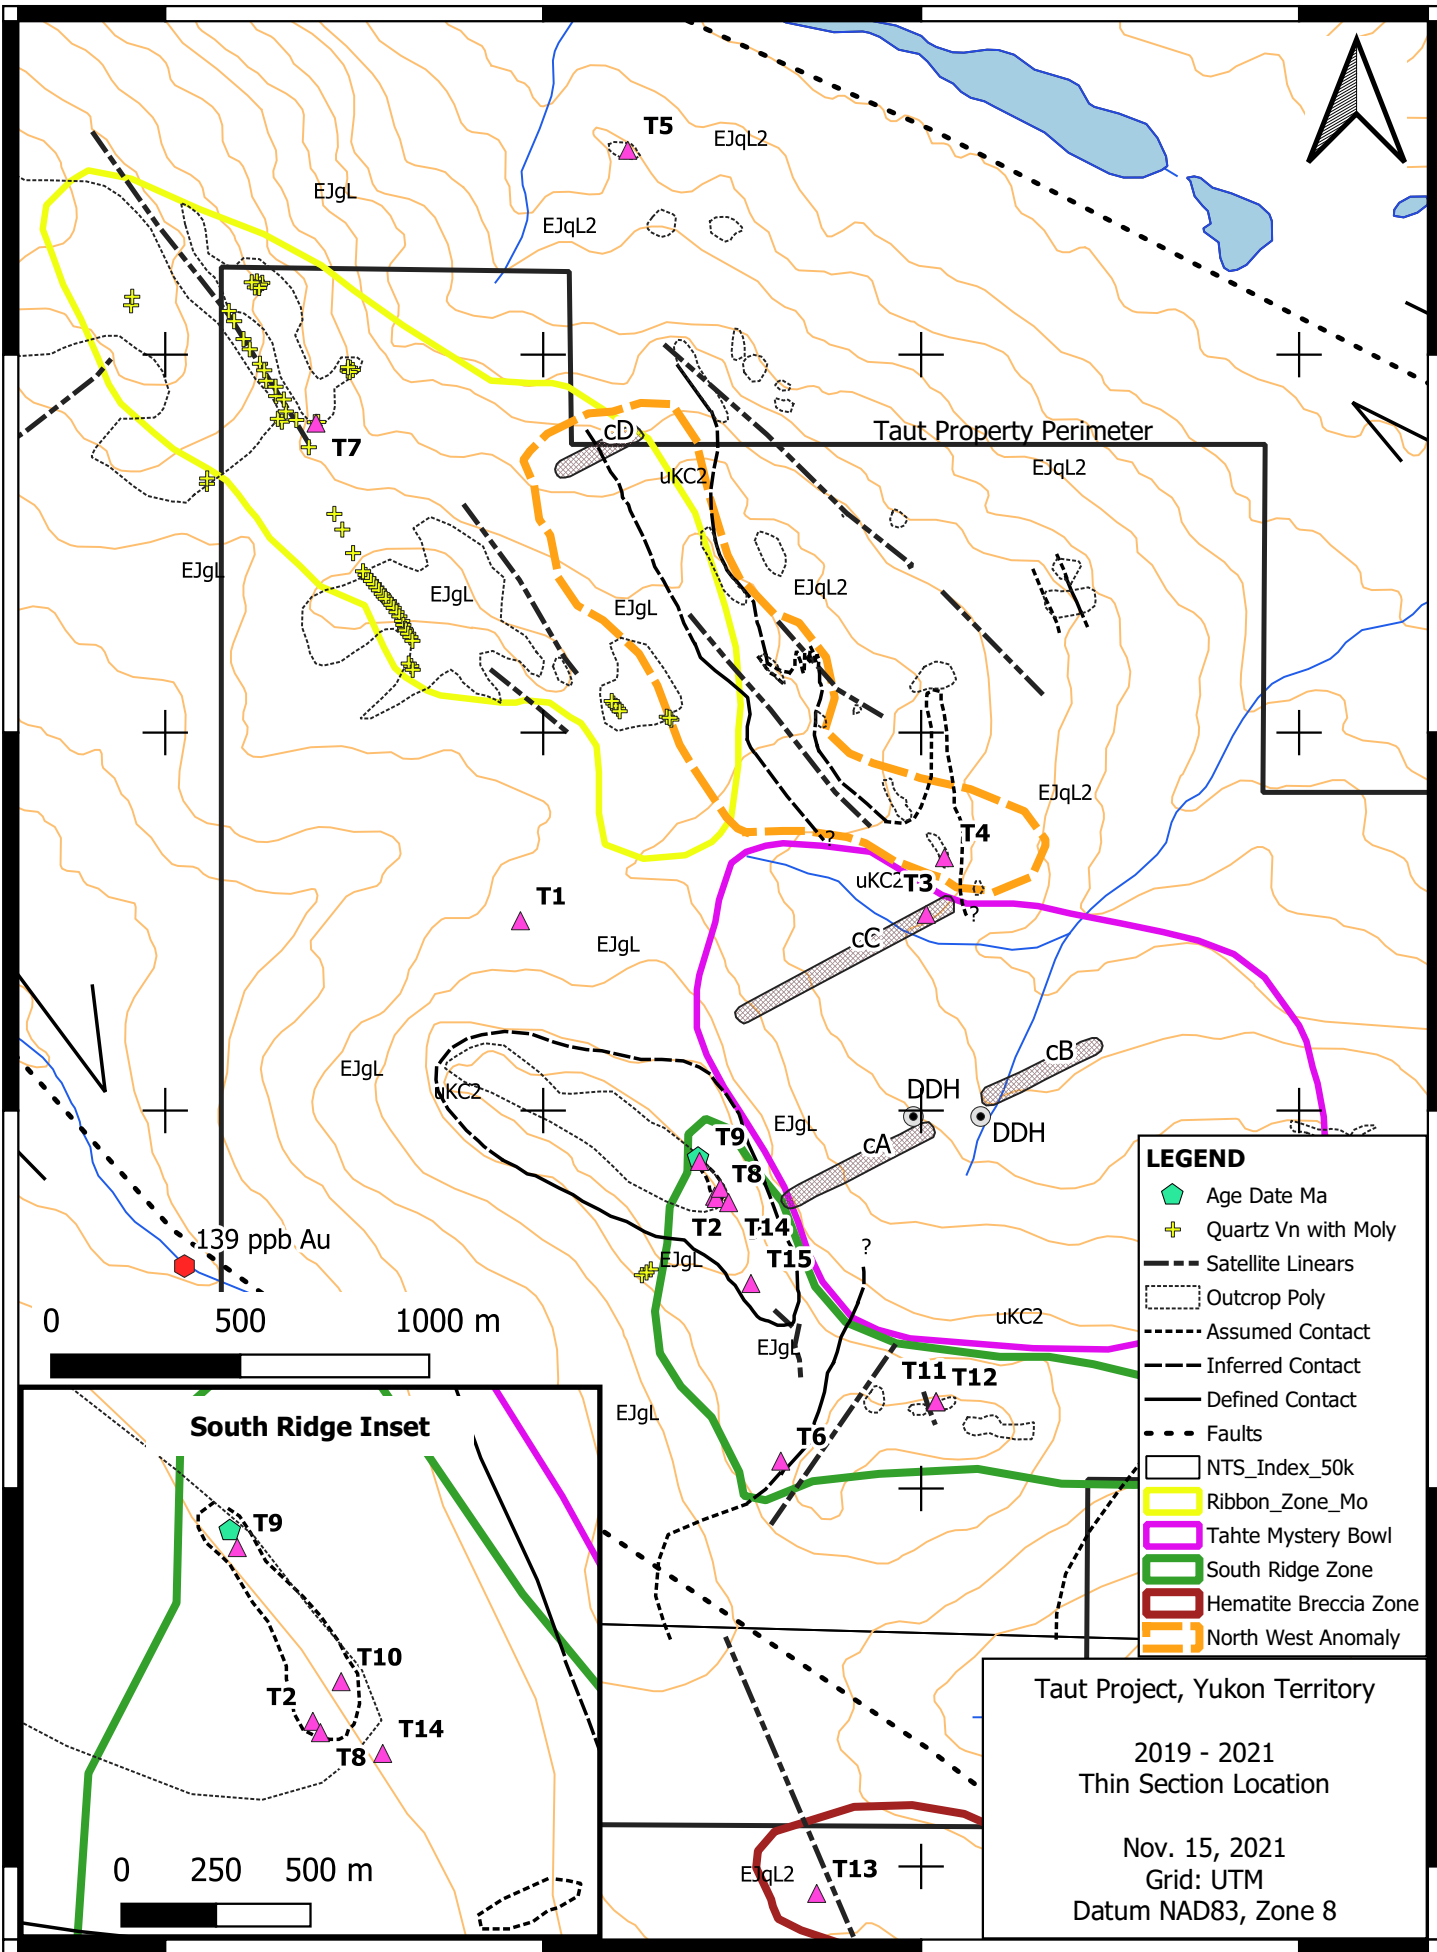 T5
EJqL2
EJgL
EJqL2
Taut Property Perimeter
cD
T7
uKC2
EJqL2
EJgL
EJgL
EJgL
EJqL2
EJqL2
?
T4
uKC2
T3
T1
?
EJgL
cC
EJgL
uKC2
cB
DDH
DDH
EJgL
cA
T9
T8
T2
T14
T15
EJgL
?
139 ppb Au
uKC2
EJgL
T11
T12
EJgL
T6
0 500 1000 m
South Ridge Inset
T9
T10
T2
T14
T8
0 250 500 m
EJqL2
T13
LEGEND
Age Date Ma
Quartz Vn with Moly
Satellite Linears
Outcrop Poly
Assumed Contact
Inferred Contact
Defined Contact
Faults
NTS_Index_50k
Ribbon_Zone_Mo
Tahte Mystery Bowl
South Ridge Zone
Hematite Breccia Zone
North West Anomaly
Taut Project, Yukon Territory
2019 - 2021
Thin Section Location
Nov. 15, 2021
Grid: UTM
Datum NAD83, Zone 8